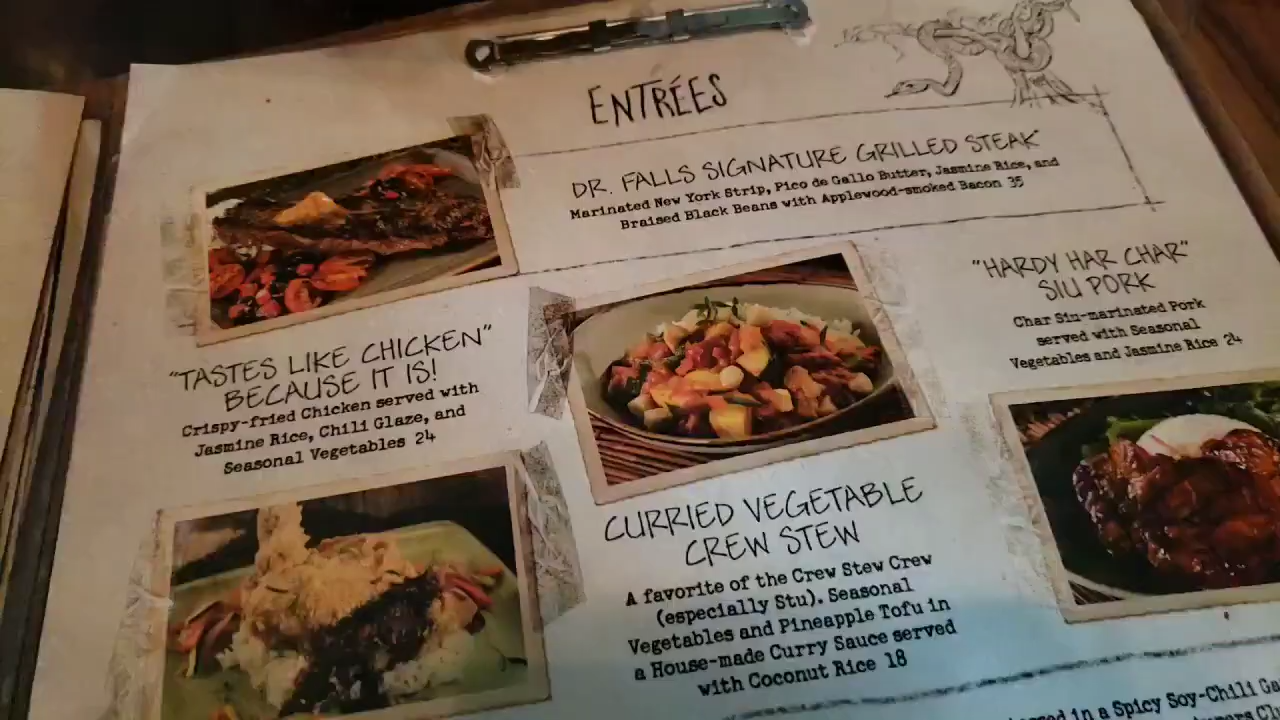 ENTRÉES
DR. FALLS SIGNATURE GRILLED STEAK
Marinated New York Strip, Pico de Gallo Butter, Jasmine Rice, and
Braised Black Beans with Applewood-smoked Bacon 35
"TASTES LIKE CHICKEN"
BECAUSE IT IS!
Crispy-fried Chicken served with
Jasmine Rice, Chili Glaze, and
Seasonal Vegetables 24
"HARDY HAR CHAR"
SIU PORK
Char Siu-marinated Pork
served with Seasonal
Vegetables and Jasmine Rice 24
CURRIED VEGETABLE
CREW STEW
A favorite of the Crew Stew Crew
(especially Stu). Seasonal
Vegetables and Pineapple Tofu in
a House-made Curry Sauce served
with Coconut Rice 18
in a Spicy Soy-Chili